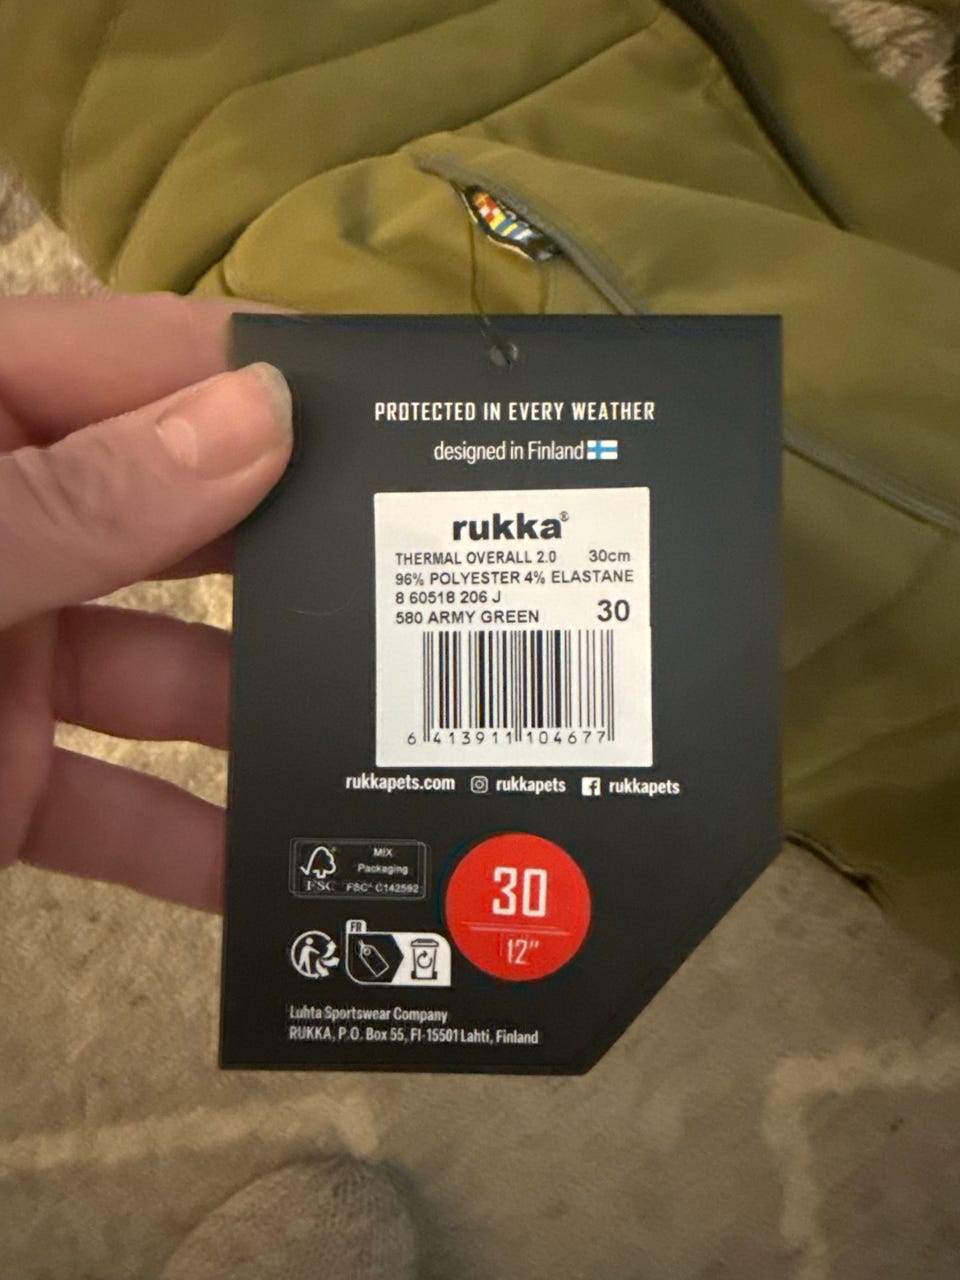 PROTECTED IN EVERY WEATHER
designed in Finland
rukka®
THERMAL OVERALL 2.0 30cm
96% POLYESTER 4% ELASTANE
8 60518 206 J
580 ARMY GREEN 30
6 413911 104677
rukkapets.com rukkapets rukkapets
MIX
Packaging
FSC FSC® C142592
FR
30
12"
Luhta Sportswear Company
RUKKA, P.O. Box 55, FI-15501 Lahti, Finland